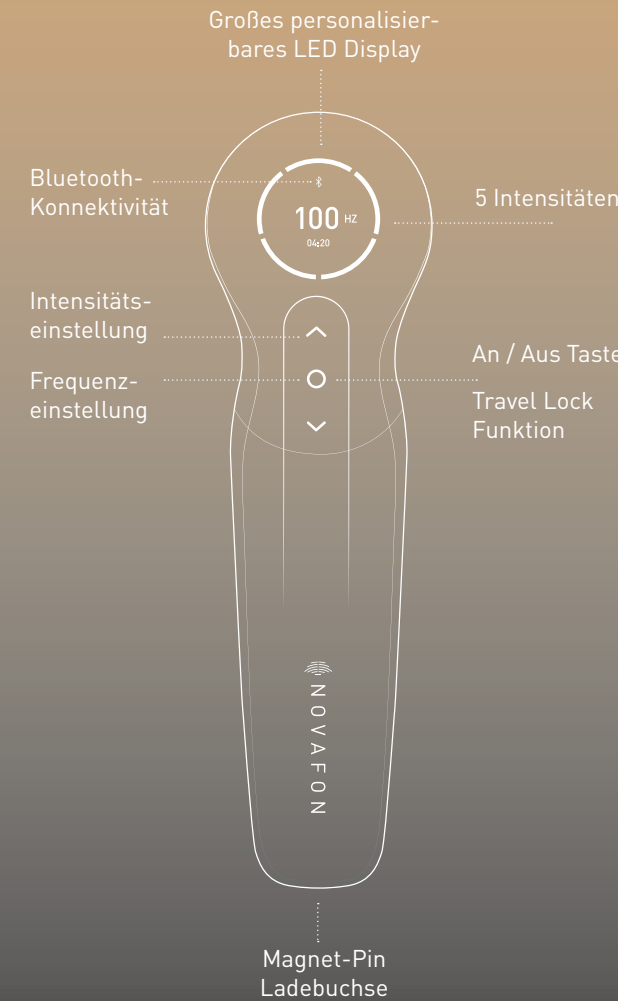 Großes personalisier-
bares LED Display
Bluetooth-
Konnektivität
100 HZ
04:20
5 Intensitäten
Intensitäts-
einstellung
An / Aus Taste
Frequenz-
einstellung
Travel Lock
Funktion
NOVAFON
Magnet-Pin
Ladebuchse